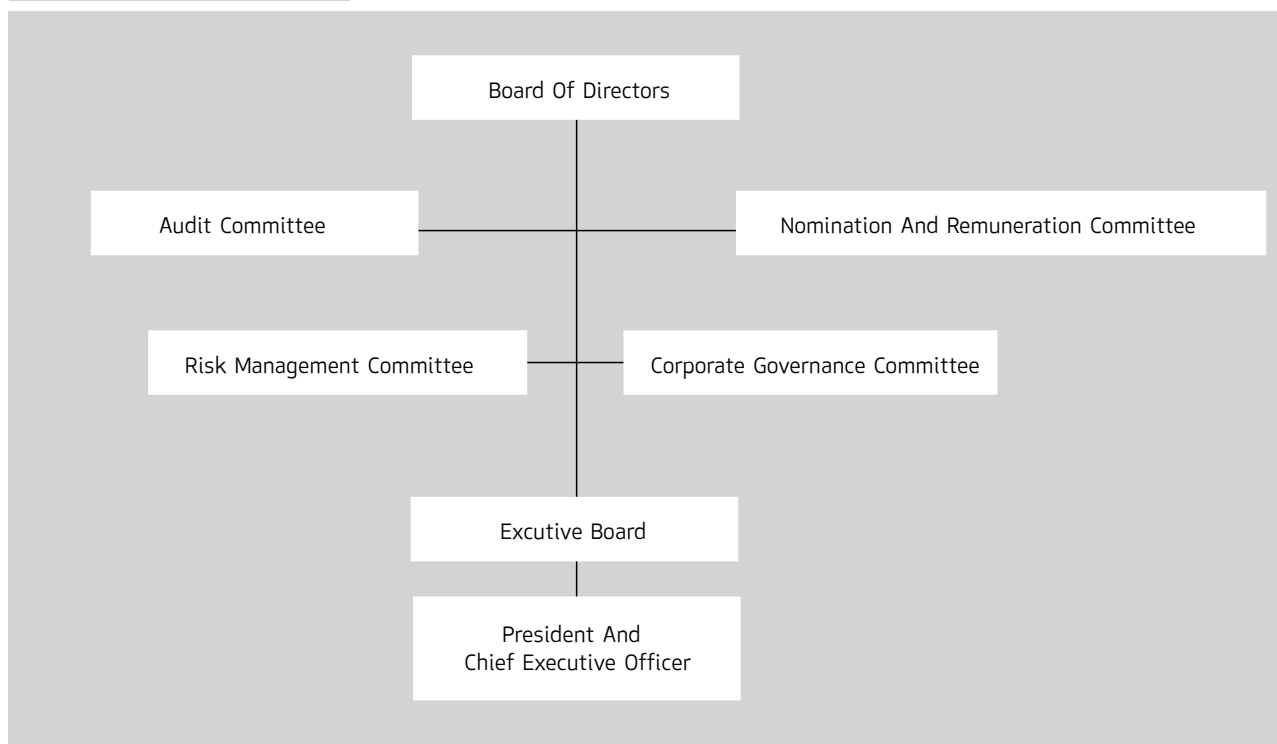 Board Of Directors
Audit Committee
Nomination And Remuneration Committee
Risk Management Committee
Corporate Governance Committee
Excutive Board
President And
Chief Executive Officer